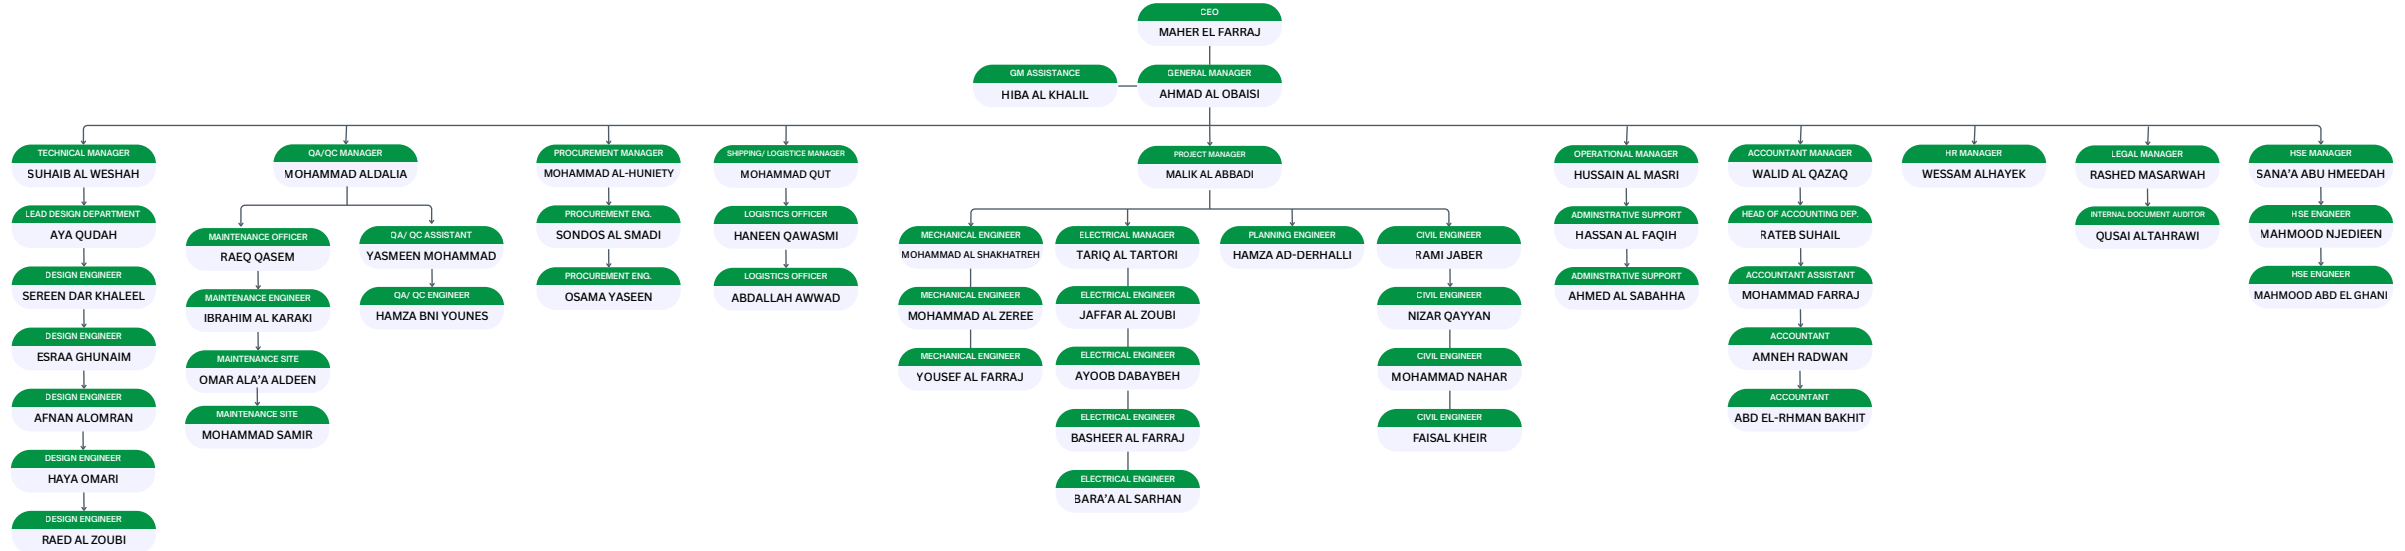 CEO
MAHER EL FARRAJ
GM ASSISTANCE
HIBA AL KHALIL
GENERAL MANAGER
AHMAD AL OBAISI
TECHNICAL MANAGER
SUHAIB AL WESHAH
LEAD DESIGN DEPARTMENT
AYA QUDAH
DESIGN ENGINEER
SEREEN DAR KHALEEL
DESIGN ENGINEER
ESRAA GHUNAIM
DESIGN ENGINEER
AFNAN ALOMRAN
DESIGN ENGINEER
HAYA OMARI
DESIGN ENGINEER
RAED AL ZOUBI
QA/QC MANAGER
MOHAMMAD ALDALIA
MAINTENANCE OFFICER
RAEQ QASEM
MAINTENANCE ENGINEER
IBRAHIM AL KARAKI
MAINTENANCE SITE
OMAR ALA'A ALDEEN
MAINTENANCE SITE
MOHAMMAD SAMIR
QA/ QC ASSISTANT
YASMEEN MOHAMMAD
QA/ QC ENGINEER
HAMZA BNI YOUNES
PROCUREMENT MANAGER
MOHAMMAD AL-HUNIETY
PROCUREMENT ENG.
SONDOS AL SMADI
PROCUREMENT ENG.
OSAMA YASEEN
SHIPPING/ LOGISTICE MANAGER
MOHAMMAD QUT
LOGISTICS OFFICER
HANEEN QAWASMI
LOGISTICS OFFICER
ABDALLAH AWWAD
PROJECT MANAGER
MALIK AL ABBADI
MECHANICAL ENGINEER
MOHAMMAD AL SHAKHATREH
MECHANICAL ENGINEER
MOHAMMAD AL ZEREE
MECHANICAL ENGINEER
YOUSEF AL FARRAJ
ELECTRICAL MANAGER
TARIQ AL TARTORI
ELECTRICAL ENGINEER
JAFFAR AL ZOUBI
ELECTRICAL ENGINEER
AYOOB DABAYBEH
ELECTRICAL ENGINEER
BASHEER AL FARRAJ
ELECTRICAL ENGINEER
BARA'A AL SARHAN
PLANNING ENGINEER
HAMZA AD-DERHALLI
CIVIL ENGINEER
RAMI JABER
CIVIL ENGINEER
NIZAR QAYYAN
CIVIL ENGINEER
MOHAMMAD NAHAR
CIVIL ENGINEER
FAISAL KHEIR
OPERATIONAL MANAGER
HUSSAIN AL MASRI
ADMINSTRATIVE SUPPORT
HASSAN AL FAQIH
ADMINSTRATIVE SUPPORT
AHMED AL SABAHHA
ACCOUNTANT MANAGER
WALID AL QAZAQ
HEAD OF ACCOUNTING DEP.
RATEB SUHAIL
ACCOUNTANT ASSISTANT
MOHAMMAD FARRAJ
ACCOUNTANT
AMNEH RADWAN
ACCOUNTANT
ABD EL-RHMAN BAKHIT
HR MANAGER
WESSAM ALHAYEK
LEGAL MANAGER
RASHED MASARWAH
INTERNAL DOCUMENT AUDITOR
QUSAI ALTAHRAWI
HSE MANAGER
SANA'A ABU HMEEDAH
HSE ENGNEER
MAHMOOD NJEDIEEN
HSE ENGNEER
MAHMOOD ABD EL GHANI